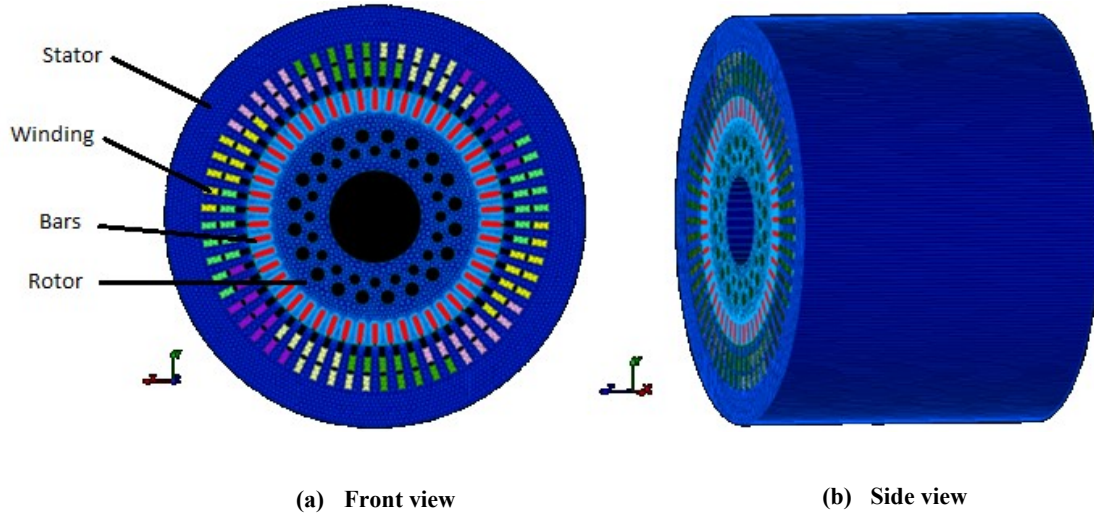 Stator
Winding
Bars
Rotor
(a) Front view
(b) Side view